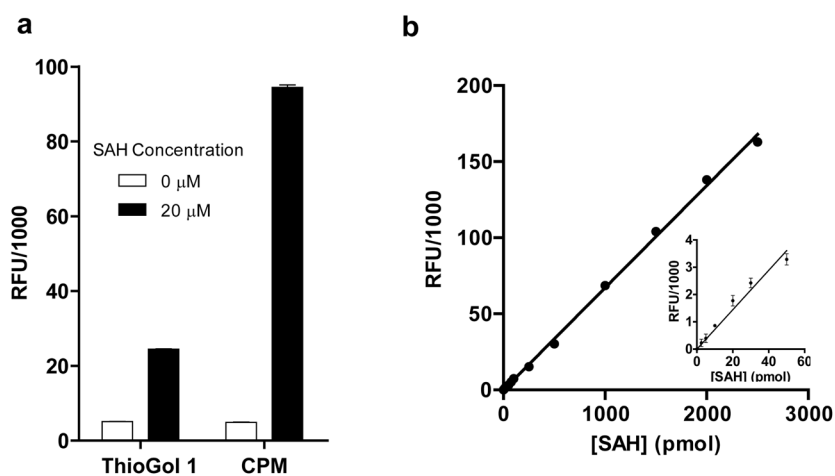 a
100
80
60
40
20
0
RFU/1000
SAH Concentration
0 μM
20 μM
ThioGol 1 CPM
b
200
150
100
50
0
RFU/1000
0 1000 2000 3000
[SAH] (pmol)
4
3
2
1
0
RFU/1000
0 20 40 60
[SAH] (pmol)